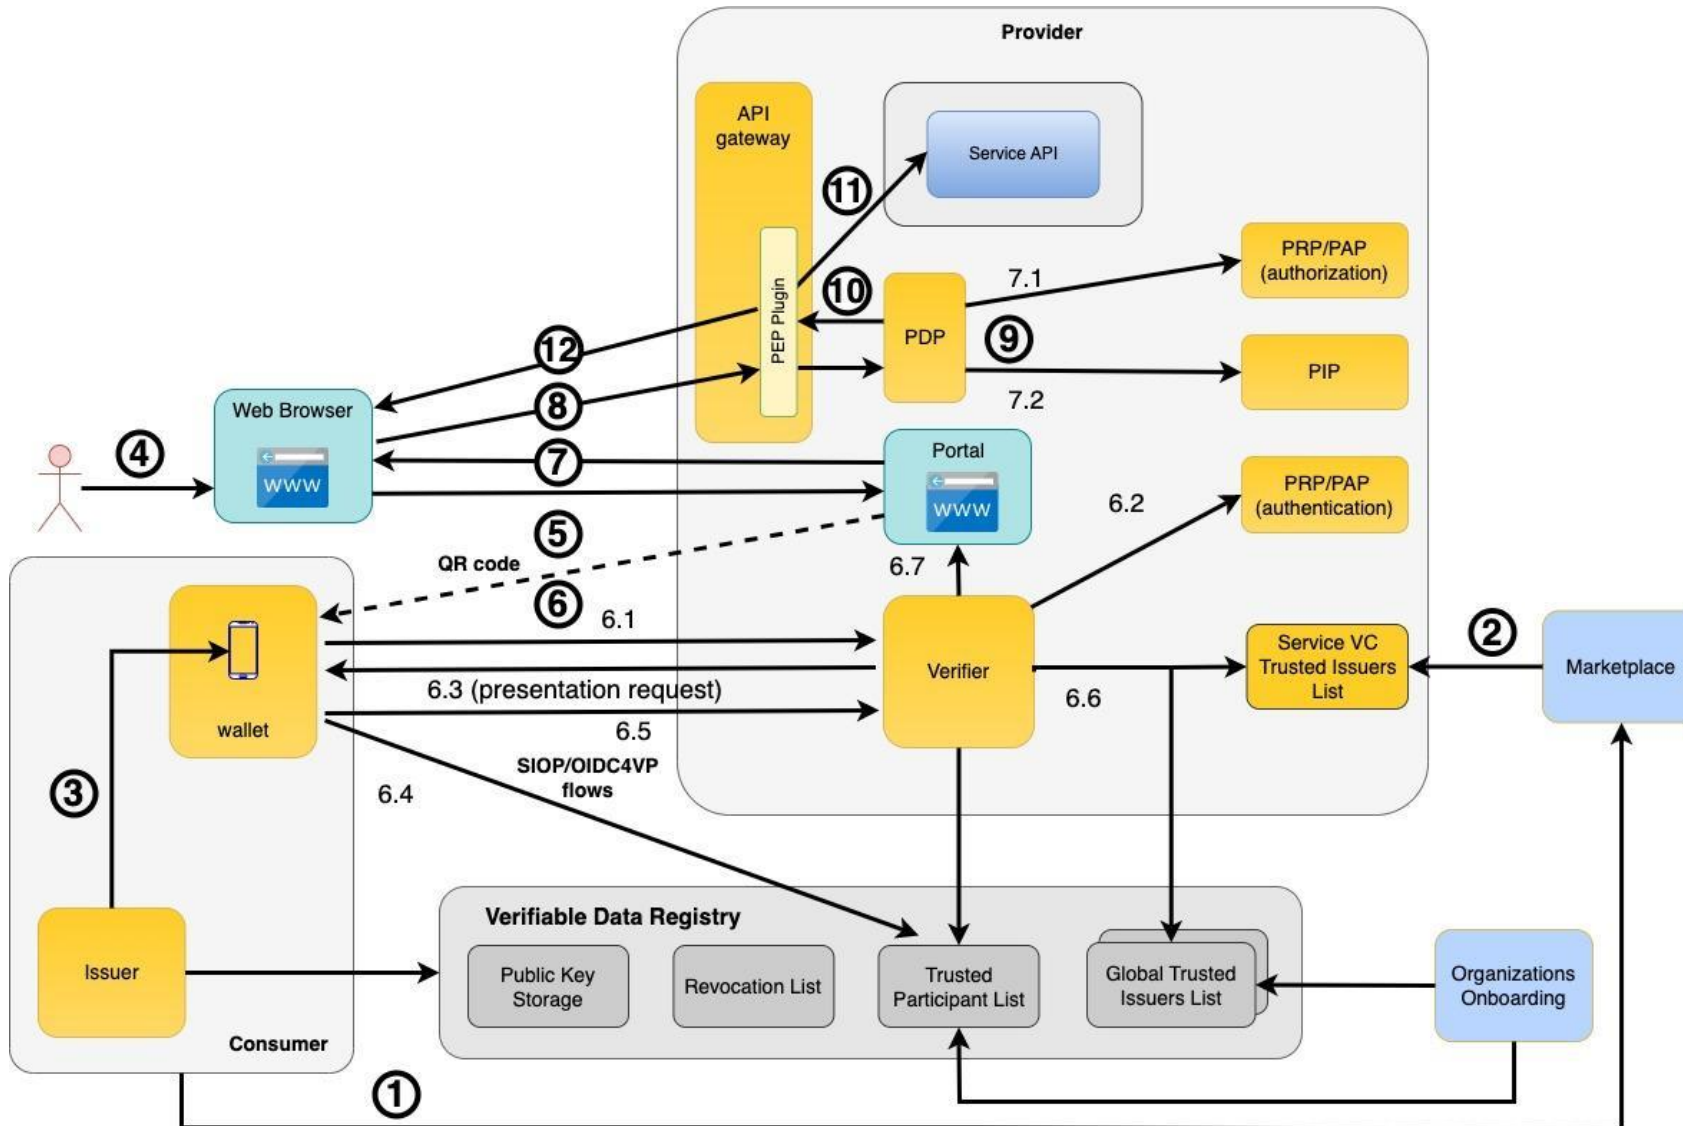 Provider
API
gateway
Service API
11
PRP/PAP
(authorization)
7.1
10
PEP Plugin
PDP
9
12
PIP
7.2
8
Web Browser
WWW
4
7
Portal
WWW
PRP/PAP
(authentication)
6.2
5
QR code
6.7
6
6.1
2
Service VC
Trusted Issuers
List
Marketplace
Verifier
6.3 (presentation request)
6.6
wallet
6.5
SIOP/OIDC4VP
flows
3
6.4
Verifiable Data Registry
Issuer
Public Key
Storage
Revocation List
Trusted
Participant List
Global Trusted
Issuers List
Organizations
Onboarding
Consumer
1